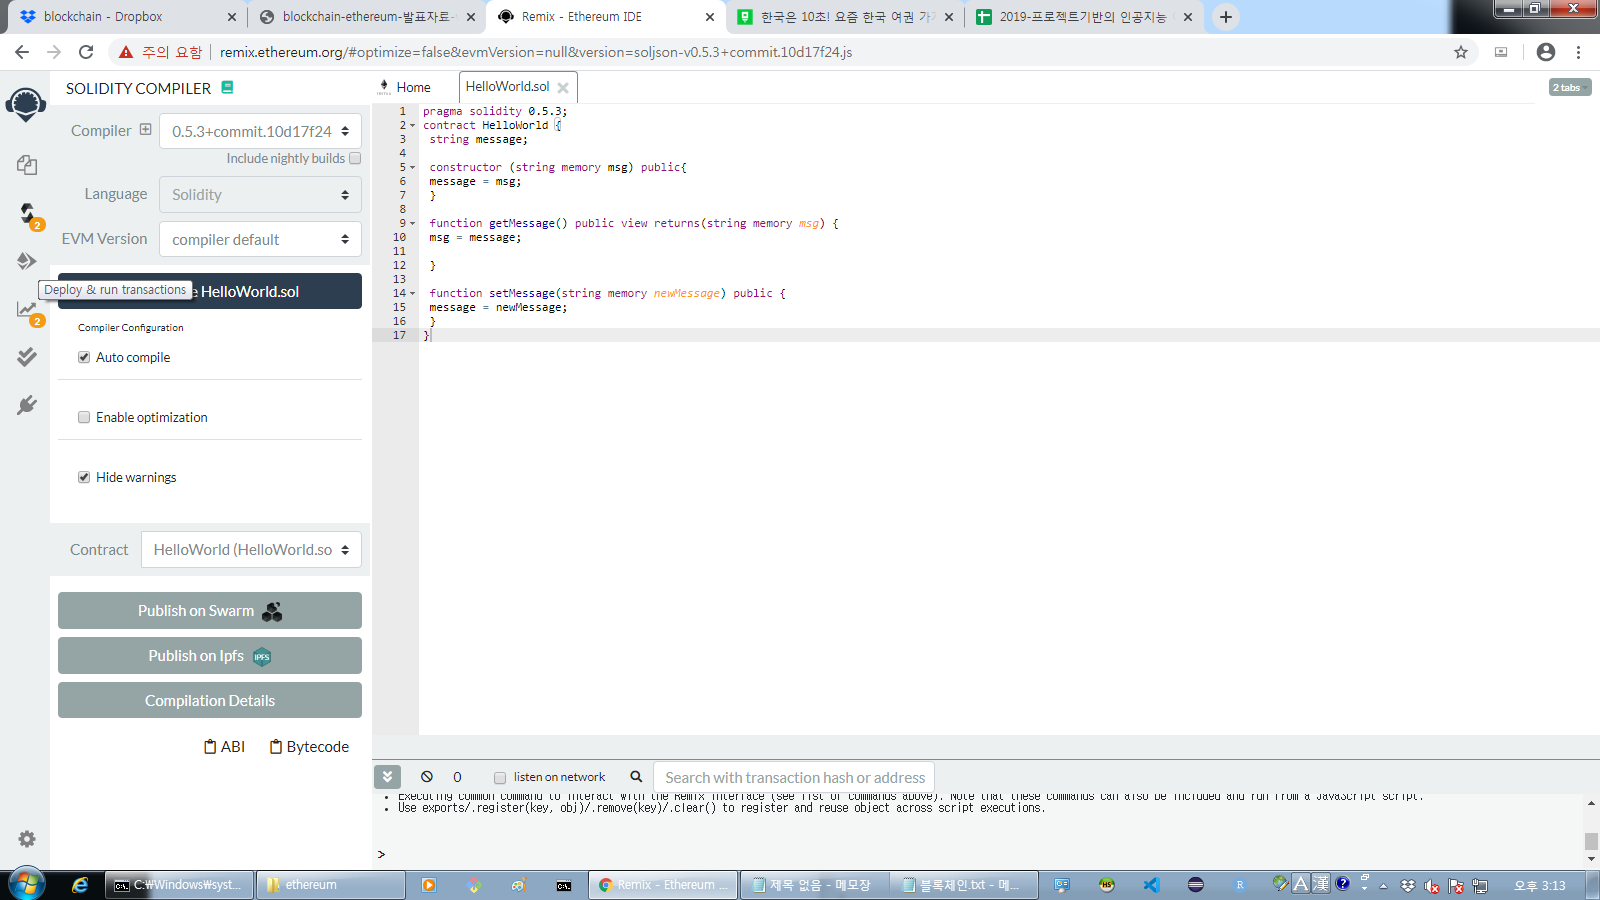 blockchain - Dropbox
blockchain-ethereum-발표자료-
Remix - Ethereum IDE
한국은 10초! 요즘 한국 여권 가
2019-프로젝트기반의 인공지능
주의 요함
remix.ethereum.org/#optimize=false&evmVersion=null&version=soljson-v0.5.3+commit.10d17f24.js
SOLIDITY COMPILER
Compiler
0.5.3+commit.10d17f24
Include nightly builds
Language
Solidity
EVM Version
compiler default
Deploy & run transactions
e HelloWorld.sol
Compiler Configuration
Auto compile
Enable optimization
Hide warnings
Contract
HelloWorld (HelloWorld.so
Publish on Swarm
Publish on Ipfs
IPFS
Compilation Details
ABI
Bytecode
2
2
Home
HelloWorld.sol
2 tabs
1 pragma solidity 0.5.3;
2 contract HelloWorld {
3 string message;
4
5 constructor (string memory msg) public{
6 message = msg;
7 }
8
9 function getMessage() public view returns(string memory msg) {
10 msg = message;
11
12 }
13
14 function setMessage(string memory newMessage) public {
15 message = newMessage;
16 }
17 }
0
listen on network
Search with transaction hash or address
• Executing common command to interact with the Remix interface (see list of commands above). Note that these commands can also be included and run from a JavaScript script.
• Use exports/.register(key, obj)/.remove(key)/.clear() to register and reuse object across script executions.
>
C:₩Windows₩syst...
ethereum
Remix - Ethereum ...
제목 없음 - 메모장
블록체인.txt - 메...
A
漢
오후 3:13